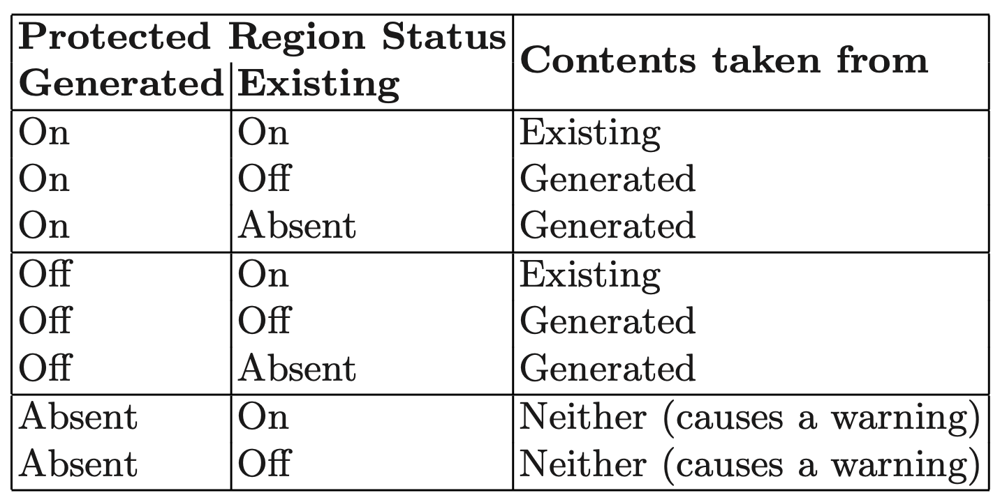 Protected Region Status
Contents taken from
Generated Existing
On On Existing
On Off Generated
On Absent Generated
Off On Existing
Off Off Generated
Off Absent Generated
Absent On Neither (causes a warning)
Absent Off Neither (causes a warning)